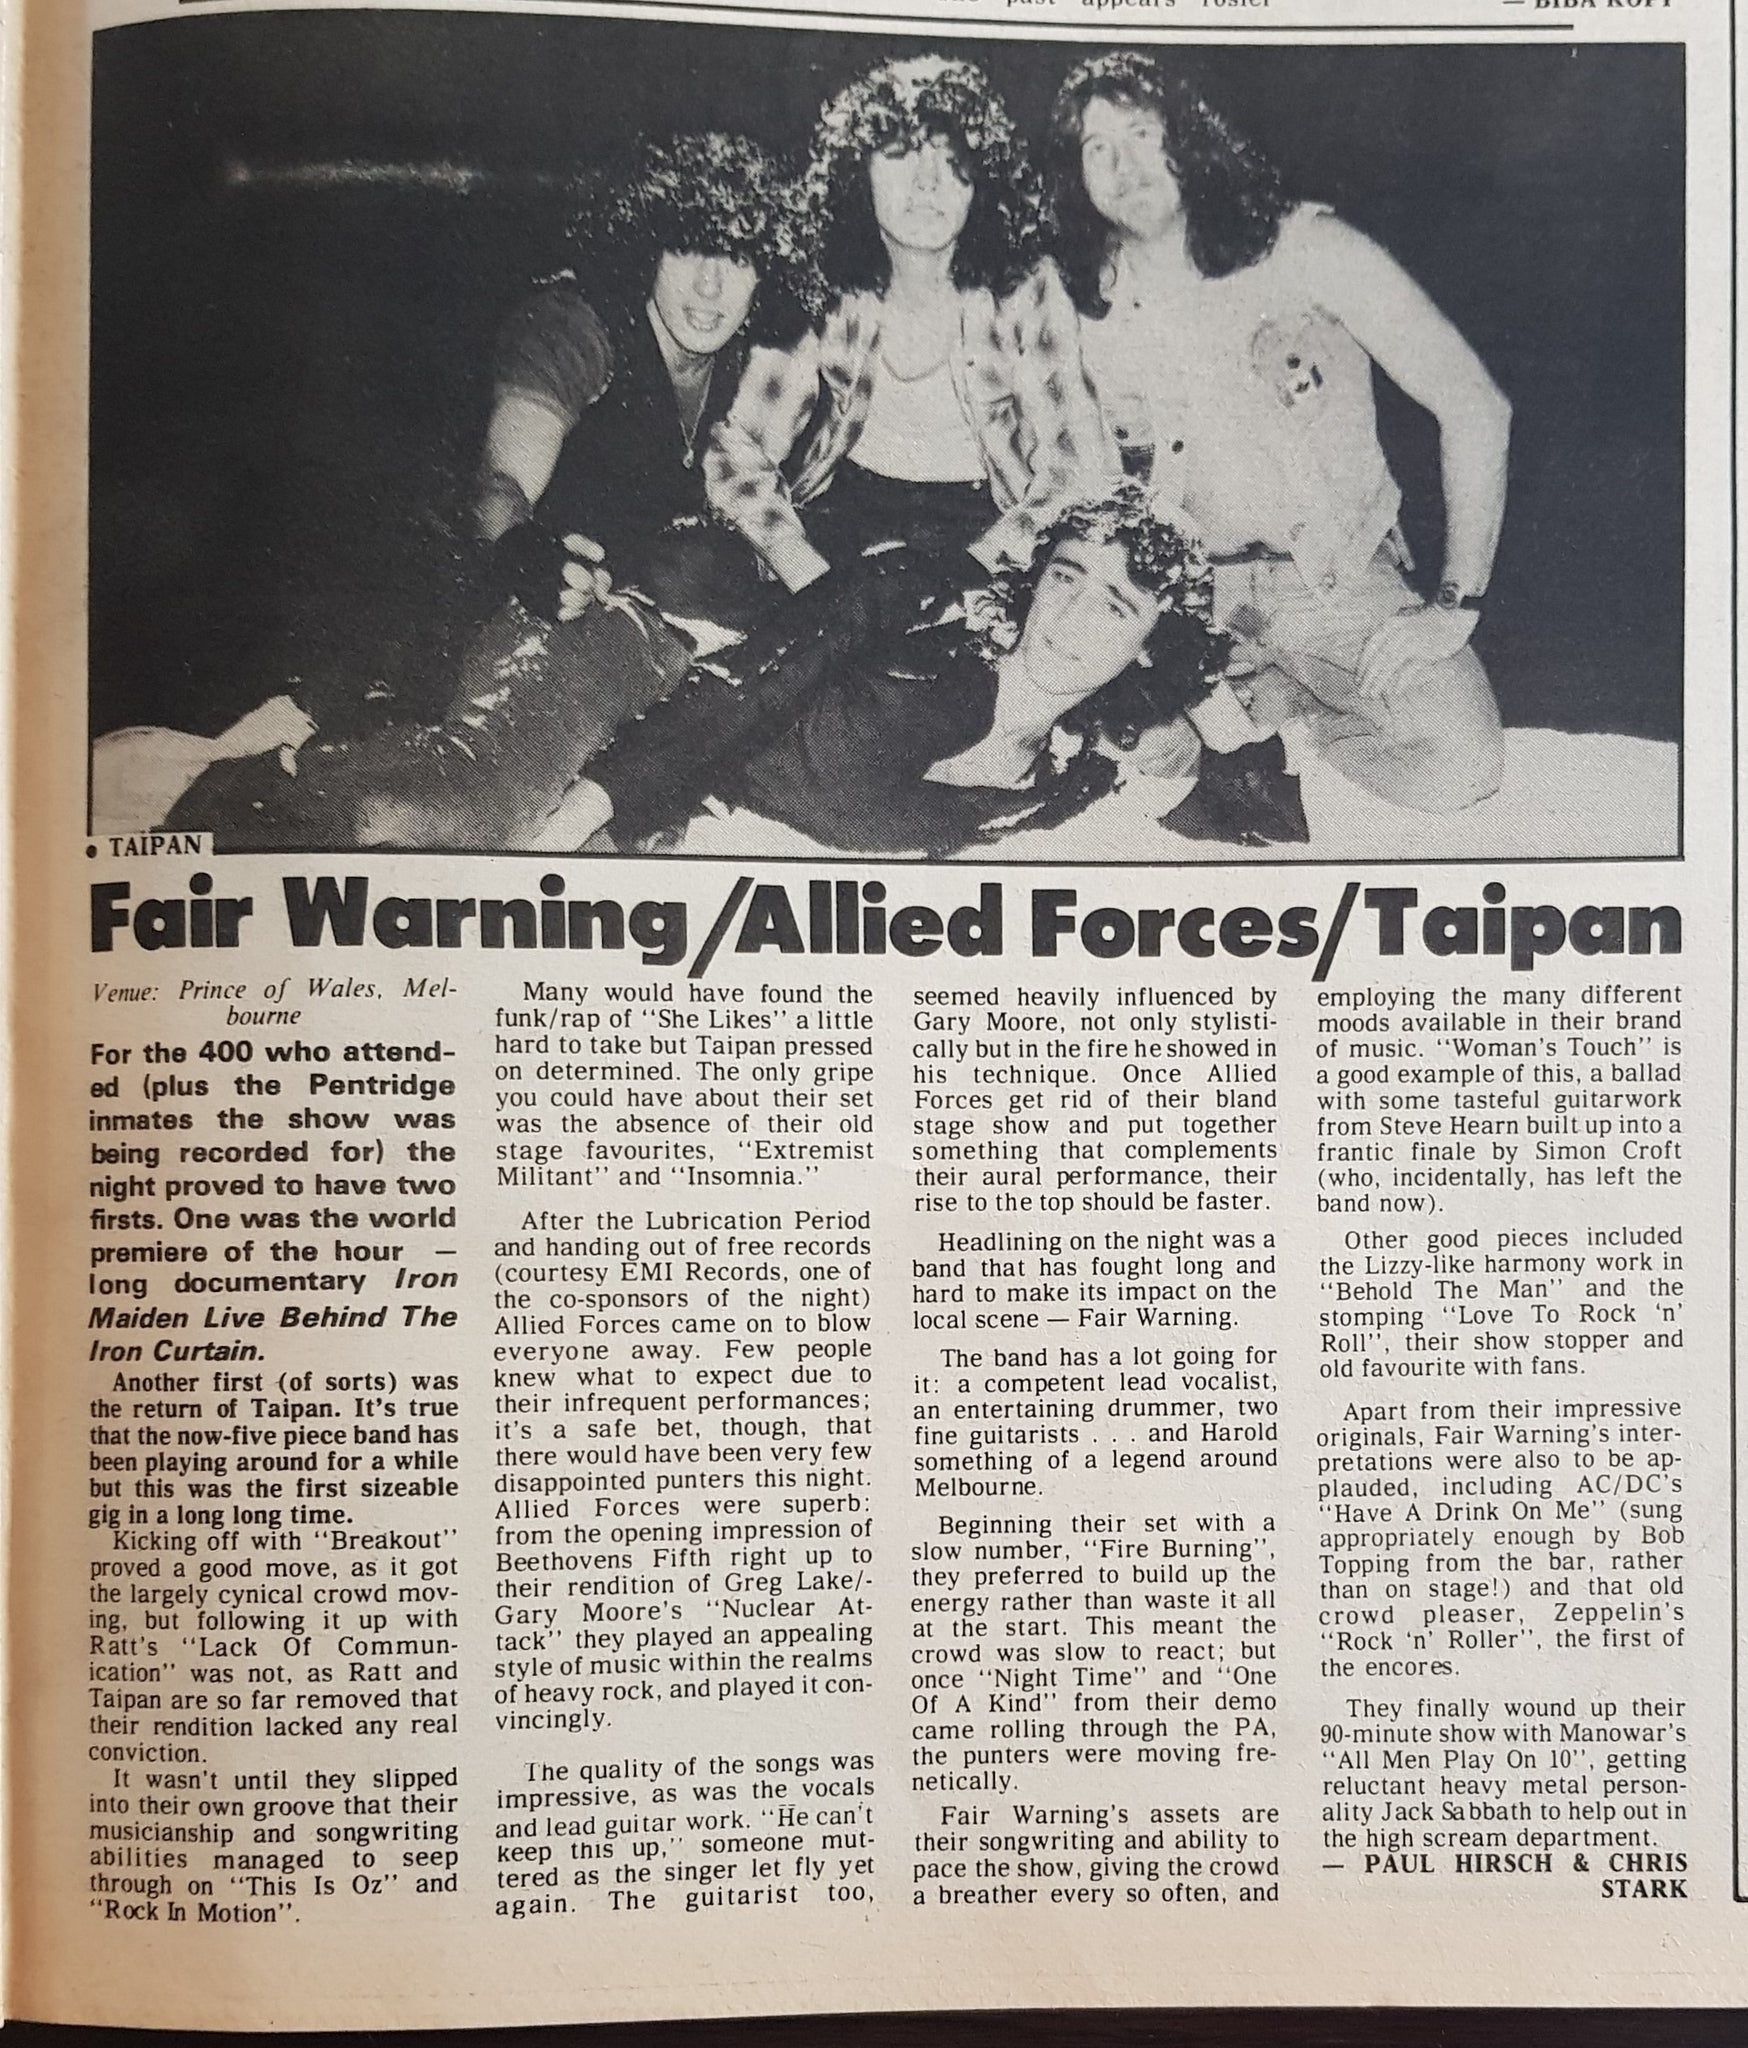 past appears rosier
— BIBA KOPF
• TAIPAN
Fair Warning/Allied Forces/Taipan
Venue: Prince of Wales, Mel-
bourne
For the 400 who attend-
ed (plus the Pentridge
inmates the show was
being recorded for) the
night proved to have two
firsts. One was the world
premiere of the hour —
long documentary Iron
Maiden Live Behind The
Iron Curtain.
Another first (of sorts) was
the return of Taipan. It's true
that the now-five piece band has
been playing around for a while
but this was the first sizeable
gig in a long long time.
Kicking off with "Breakout"
proved a good move, as it got
the largely cynical crowd mov-
ing, but following it up with
Ratt's "Lack Of Commun-
ication" was not, as Ratt and
Taipan are so far removed that
their rendition lacked any real
conviction.
It wasn't until they slipped
into their own groove that their
musicianship and songwriting
abilities managed to seep
through on "This Is Oz" and
"Rock In Motion".
Many would have found the
funk/rap of "She Likes" a little
hard to take but Taipan pressed
on determined. The only gripe
you could have about their set
was the absence of their old
stage favourites, "Extremist
Militant" and "Insomnia."
After the Lubrication Period
and handing out of free records
(courtesy EMI Records, one of
the co-sponsors of the night)
Allied Forces came on to blow
everyone away. Few people
knew what to expect due to
their infrequent performances;
it's a safe bet, though, that
there would have been very few
disappointed punters this night.
Allied Forces were superb:
from the opening impression of
Beethovens Fifth right up to
their rendition of Greg Lake/-
Gary Moore's "Nuclear At-
tack" they played an appealing
style of music within the realms
of heavy rock, and played it con-
vincingly.
The quality of the songs was
impressive, as was the vocals
and lead guitar work. "He can't
keep this up," someone mut-
tered as the singer let fly yet
again. The guitarist too,
seemed heavily influenced by
Gary Moore, not only stylisti-
cally but in the fire he showed in
his technique. Once Allied
Forces get rid of their bland
stage show and put together
something that complements
their aural performance, their
rise to the top should be faster.
Headlining on the night was a
band that has fought long and
hard to make its impact on the
local scene — Fair Warning.
The band has a lot going for
it: a competent lead vocalist,
an entertaining drummer, two
fine guitarists . . . and Harold
something of a legend around
Melbourne.
Beginning their set with a
slow number, "Fire Burning",
they preferred to build up the
energy rather than waste it all
at the start. This meant the
crowd was slow to react; but
once "Night Time" and "One
Of A Kind" from their demo
came rolling through the PA,
the punters were moving fre-
netically.
Fair Warning's assets are
their songwriting and ability to
pace the show, giving the crowd
a breather every so often, and
employing the many different
moods available in their brand
of music. "Woman's Touch" is
a good example of this, a ballad
with some tasteful guitarwork
from Steve Hearn built up into a
frantic finale by Simon Croft
(who, incidentally, has left the
band now).
Other good pieces included
the Lizzy-like harmony work in
"Behold The Man" and the
stomping "Love To Rock 'n'
Roll", their show stopper and
old favourite with fans.
Apart from their impressive
originals, Fair Warning's inter-
pretations were also to be ap-
plauded, including AC/DC's
"Have A Drink On Me" (sung
appropriately enough by Bob
Topping from the bar, rather
than on stage!) and that old
crowd pleaser, Zeppelin's
"Rock 'n' Roller", the first of
the encores.
They finally wound up their
90-minute show with Manowar's
"All Men Play On 10", getting
reluctant heavy metal person-
ality Jack Sabbath to help out in
the high scream department.
— PAUL HIRSCH & CHRIS
STARK